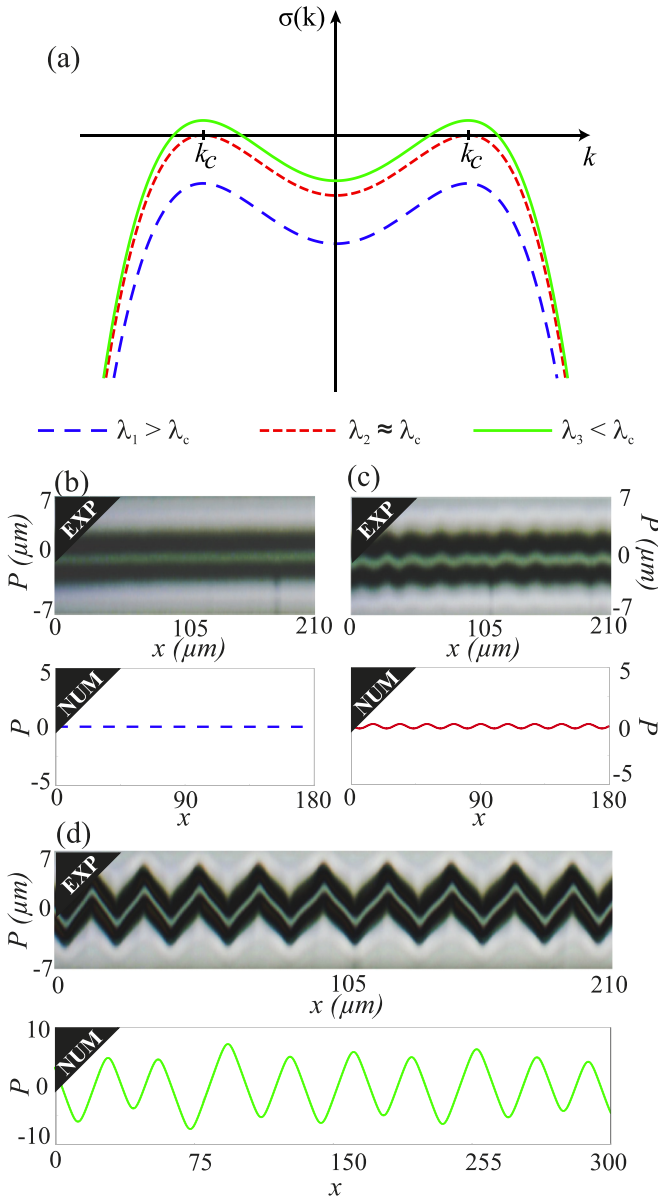 σ(k)
(a)
k_c k_c k
λ₁ > λ_c λ₂ ≈ λ_c λ₃ < λ_c
(b) (c)
7 EXP 7 EXP
P (μm) 0 0 P (μm)
-7 -7
0 105 210 0 105 210
x (μm) x (μm)
5 NUM 5 NUM
P 0 0 P
-5 -5
0 90 180 0 90 180
x x
(d)
7 EXP
P (μm) 0
-7
0 105 210
x (μm)
10 NUM
P 0
-10
0 75 150 255 300
x